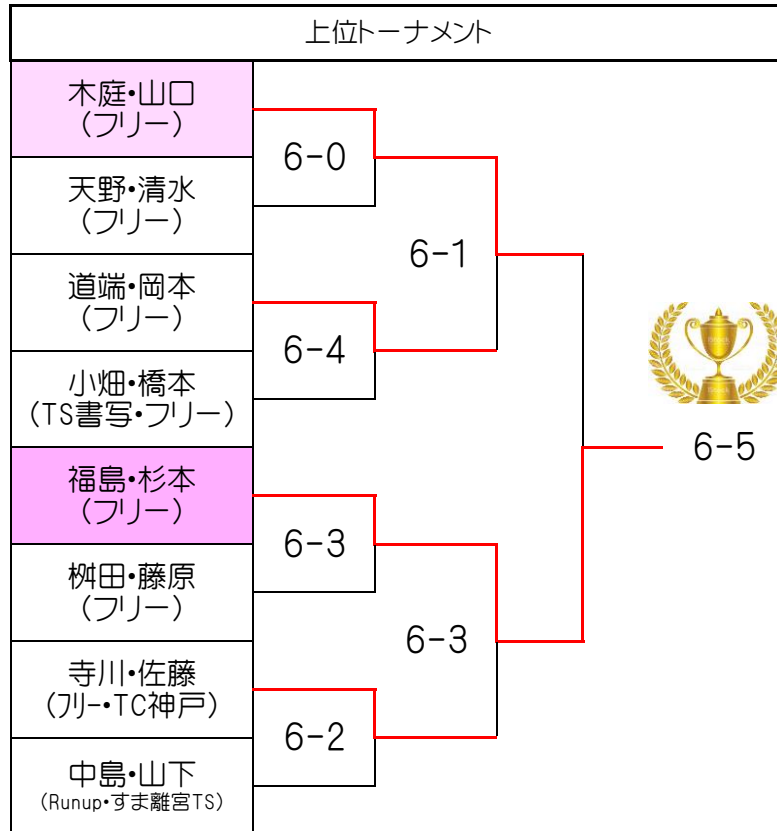 上位トーナメント
木庭・山口
(フリー)
6-0
天野・清水
(フリー)
6-1
道端・岡本
(フリー)
6-4
小畑・橋本
(TS書写・フリー)
6-5
福島・杉本
(フリー)
6-3
桝田・藤原
(フリー)
6-3
寺川・佐藤
(フリー・TC神戸)
6-2
中島・山下
(Runup・すま離宮TS)